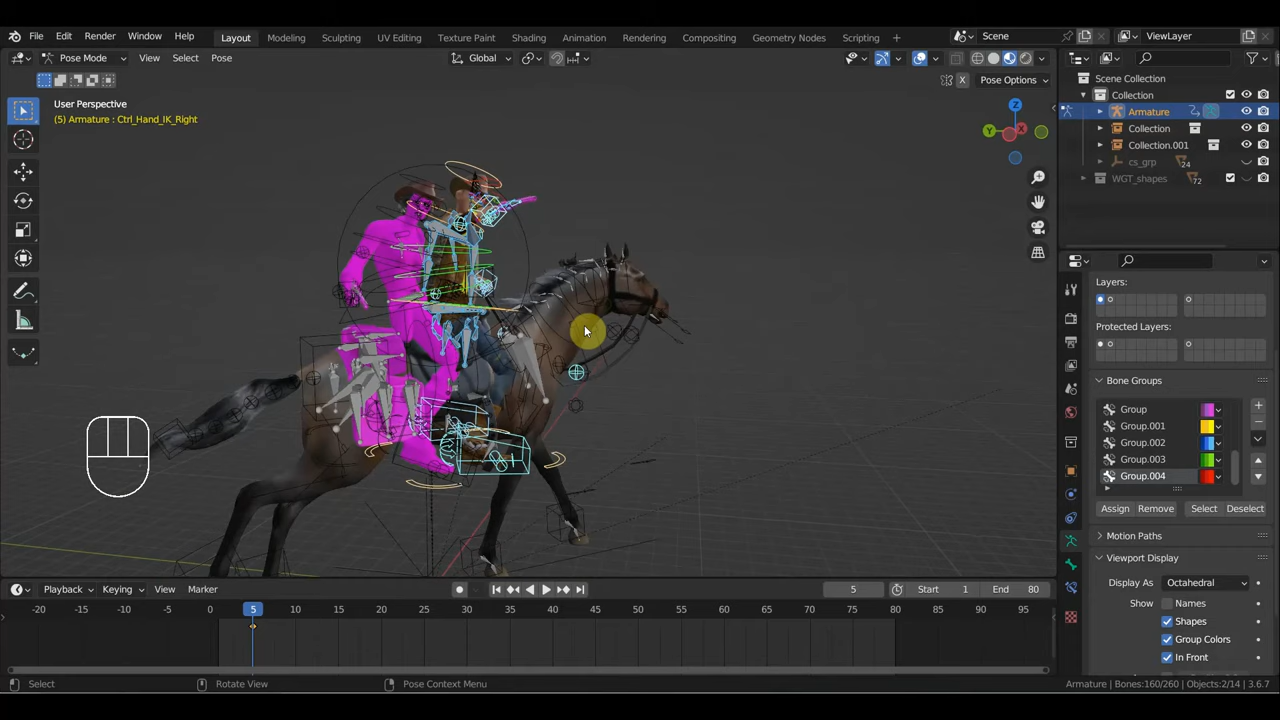 File Edit Render Window Help Layout Modeling Sculpting UV Editing Texture Paint Shading Animation Rendering Compositing Geometry Nodes Scripting + Scene ViewLayer
Pose Mode View Select Pose Global
X Pose Options
User Perspective
(5) Armature : Ctrl_Hand_IK_Right
Z
Y
X
Scene Collection
Collection
Armature
Collection
Collection.001
cs_grp 24
WGT_shapes 72
Layers:
Protected Layers:
Bone Groups
Group
Group.001
Group.002
Group.003
Group.004
Assign Remove Select Deselect
Motion Paths
Viewport Display
Display As Octahedral
Show Names
Shapes
Group Colors
In Front
Playback Keying View Marker 5 Start 1 End 80
-20 -15 -10 -5 0 5 10 15 20 25 30 35 40 45 50 55 60 65 70 75 80 85 90 95
Select Rotate View Pose Context Menu Armature | Bones:160/260 | Objects:2/14 | 3.6.7